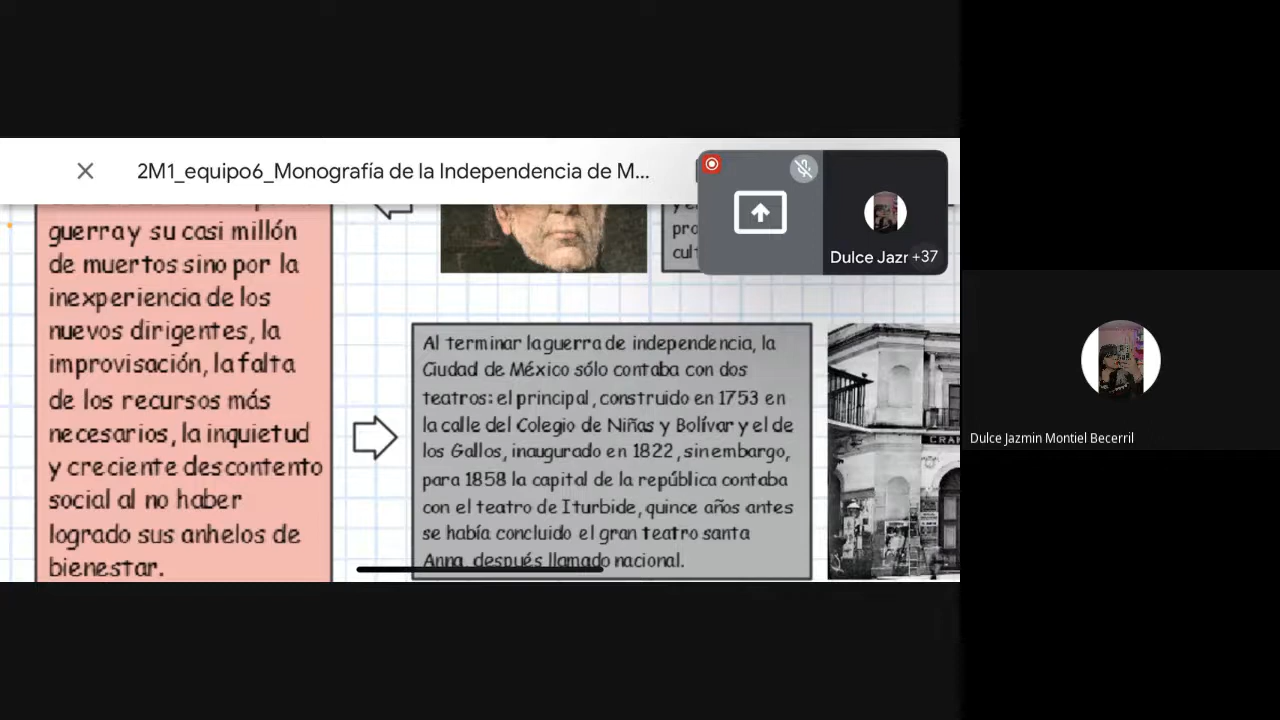 2M1_equipo6_Monografía de la Independencia de M...
Dulce Jazr +37
guerra y su casi millón
de muertos sino por la
inexperiencia de los
nuevos dirigentes, la
improvisación, la falta
de los recursos más
necesarios, la inquietud
y creciente descontento
social al no haber
logrado sus anhelos de
bienestar.
Al terminar la guerra de independencia, la
Ciudad de México sólo contaba con dos
teatros: el principal, construido en 1753 en
la calle del Colegio de Niñas y Bolívar y el de
los Gallos, inaugurado en 1822, sin embargo,
para 1858 la capital de la república contaba
con el teatro de Iturbide, quince años antes
se había concluido el gran teatro santa
Anna, después llamado nacional.
Dulce Jazmin Montiel Becerril